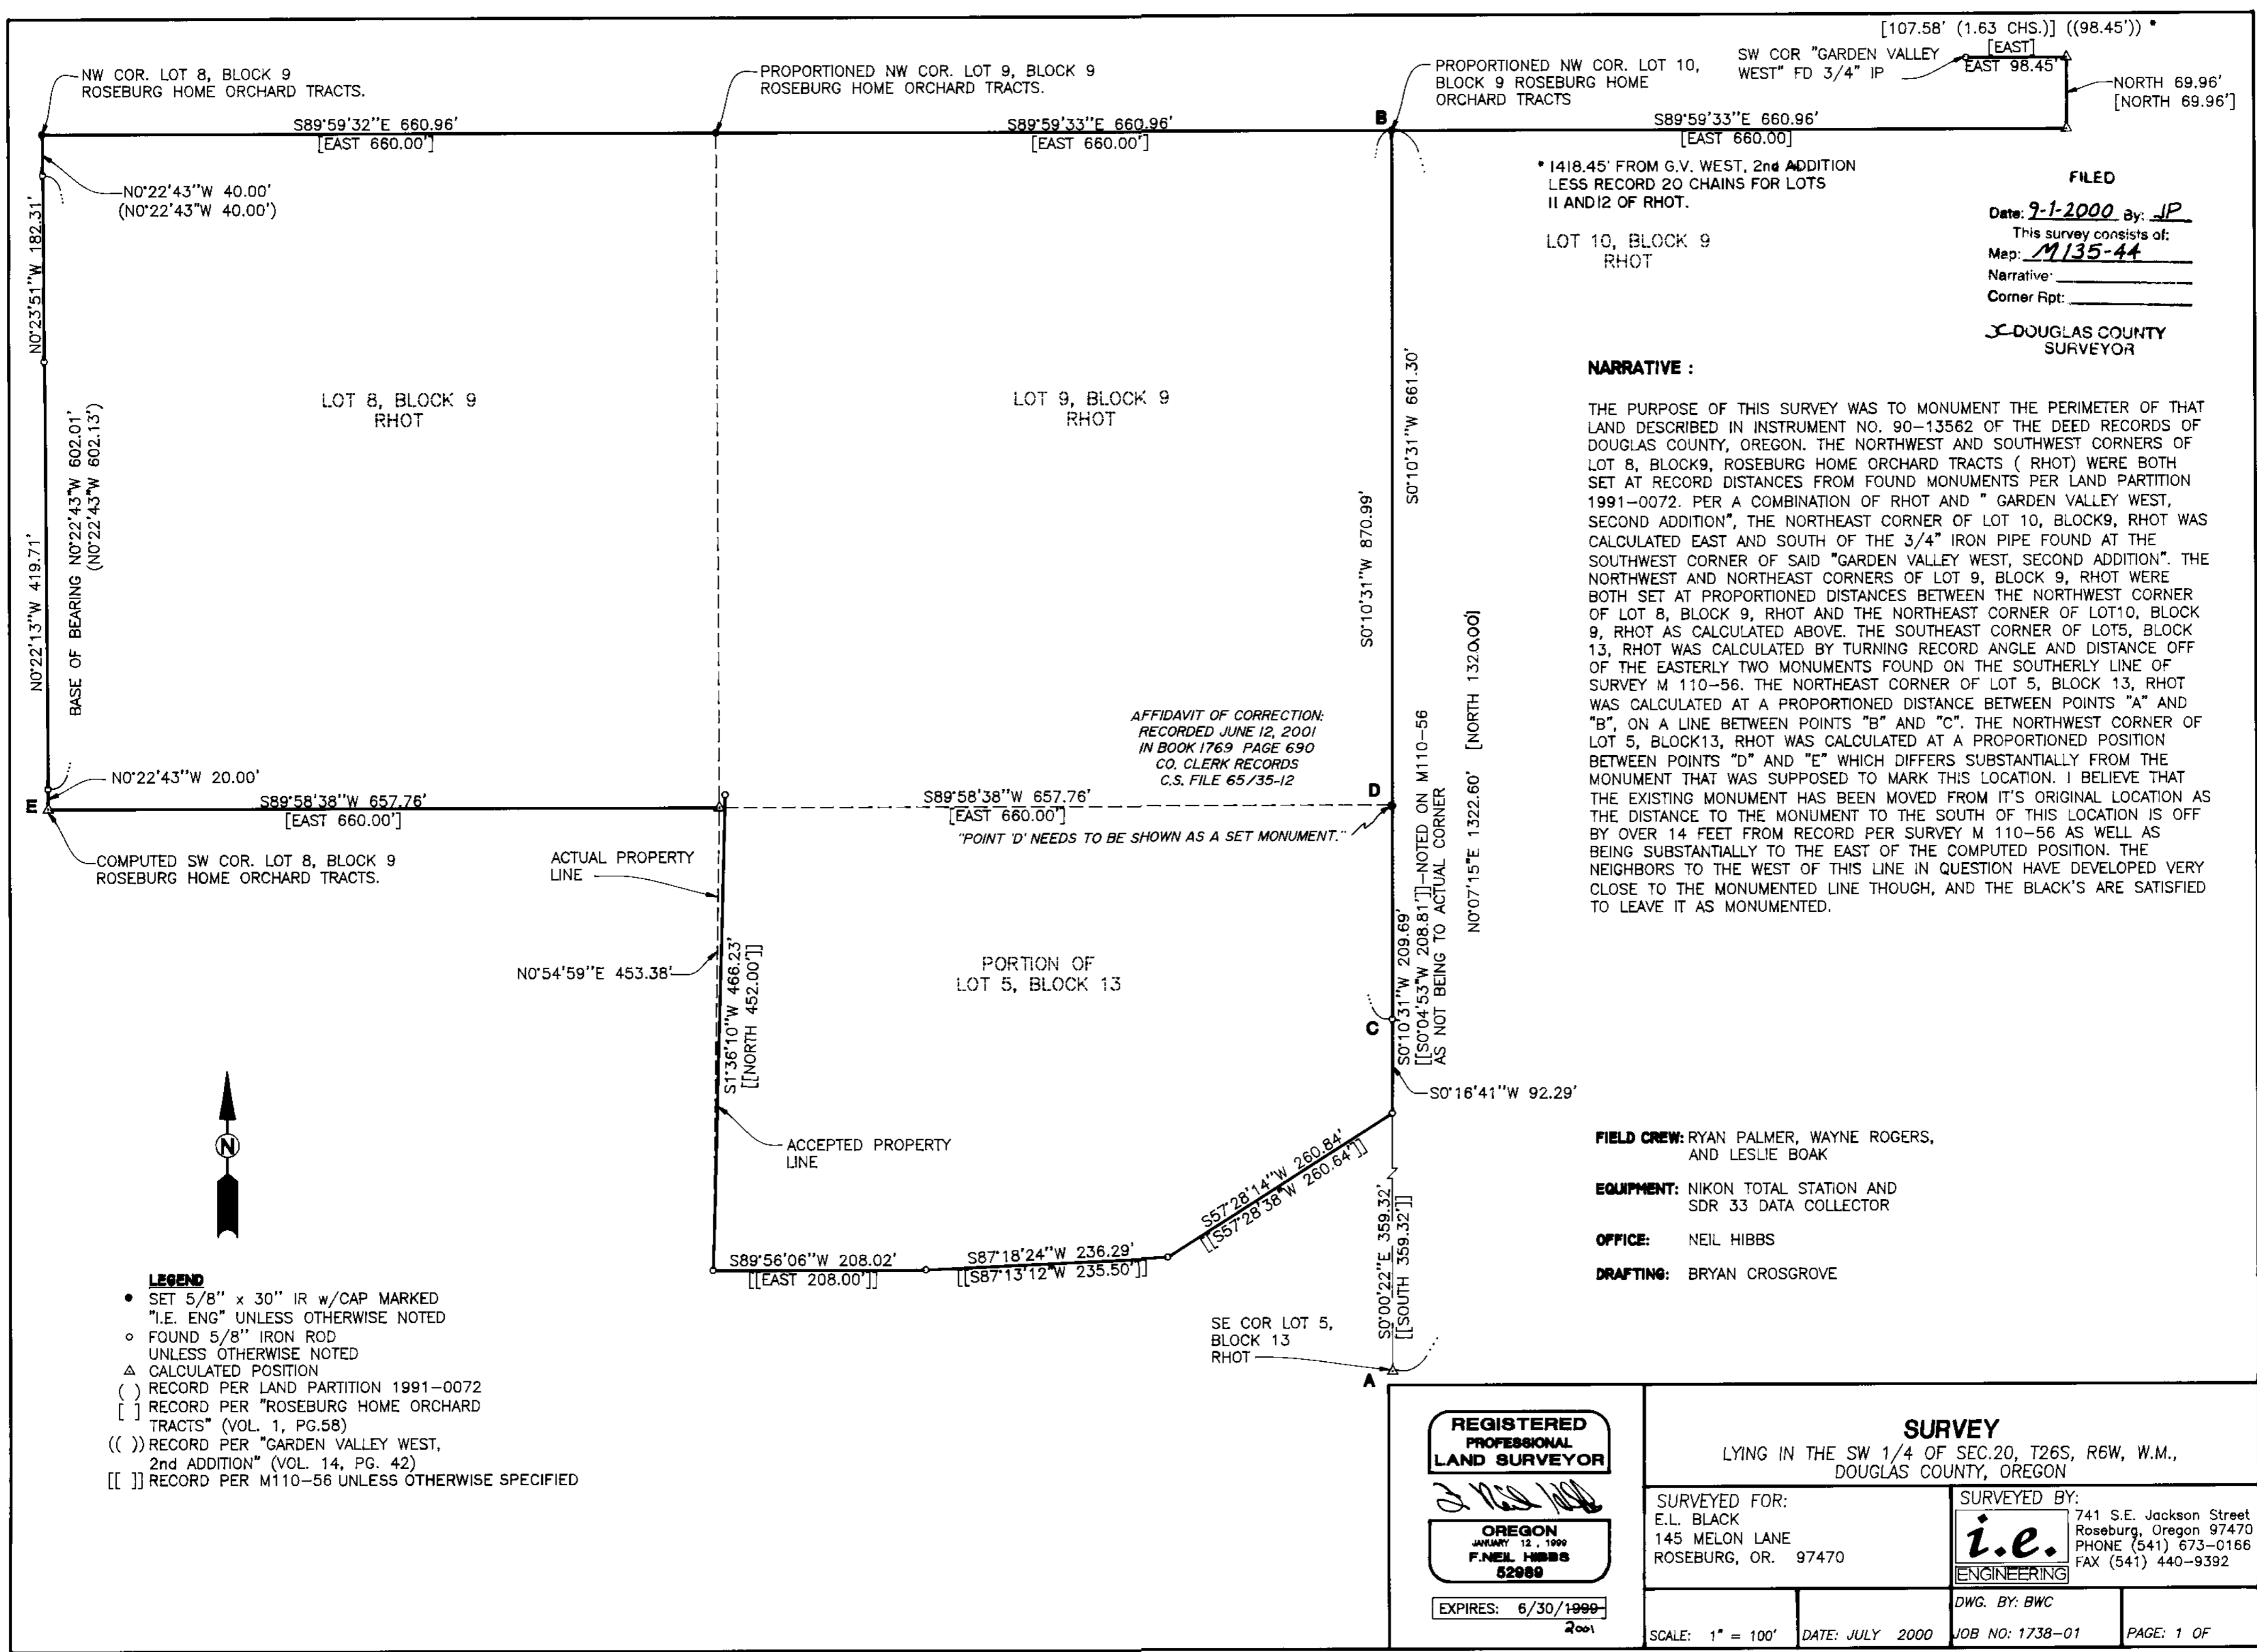 [107.58' (1.63 CHS.)] ((98.45')) *
[EAST]
EAST 98.45'
SW COR "GARDEN VALLEY
WEST" FD 3/4" IP
NORTH 69.96'
[NORTH 69.96']
NW COR. LOT 8, BLOCK 9
ROSEBURG HOME ORCHARD TRACTS.
PROPORTIONED NW COR. LOT 9, BLOCK 9
ROSEBURG HOME ORCHARD TRACTS.
PROPORTIONED NW COR. LOT 10,
BLOCK 9 ROSEBURG HOME
ORCHARD TRACTS
S89°59'32"E 660.96'
[EAST 660.00']
S89°59'33"E 660.96'
[EAST 660.00']
B
S89°59'33"E 660.96'
[EAST 660.00]
N0°22'43"W 40.00'
(N0°22'43"W 40.00')
N0°23'51"W 182.31'
* 1418.45' FROM G.V. WEST, 2nd ADDITION
LESS RECORD 20 CHAINS FOR LOTS
11 AND 12 OF RHOT.
LOT 10, BLOCK 9
RHOT
FILED
Date: 9-1-2000 By: JP
This survey consists of:
Map: M135-44
Narrative:
Corner Rpt:
DOUGLAS COUNTY
SURVEYOR
LOT 8, BLOCK 9
RHOT
LOT 9, BLOCK 9
RHOT
S0°10'31"W 661.30'
S0°10'31"W 870.99'
N0°07'15"E 1322.60' [NORTH 1320.00]
BASE OF BEARING N0°22'43"W 602.01'
(N0°22'43"W 602.13')
N0°22'13"W 419.71'
NARRATIVE :
THE PURPOSE OF THIS SURVEY WAS TO MONUMENT THE PERIMETER OF THAT
LAND DESCRIBED IN INSTRUMENT NO. 90-13562 OF THE DEED RECORDS OF
DOUGLAS COUNTY, OREGON. THE NORTHWEST AND SOUTHWEST CORNERS OF
LOT 8, BLOCK9, ROSEBURG HOME ORCHARD TRACTS ( RHOT) WERE BOTH
SET AT RECORD DISTANCES FROM FOUND MONUMENTS PER LAND PARTITION
1991-0072. PER A COMBINATION OF RHOT AND " GARDEN VALLEY WEST,
SECOND ADDITION", THE NORTHEAST CORNER OF LOT 10, BLOCK9, RHOT WAS
CALCULATED EAST AND SOUTH OF THE 3/4" IRON PIPE FOUND AT THE
SOUTHWEST CORNER OF SAID "GARDEN VALLEY WEST, SECOND ADDITION". THE
NORTHWEST AND NORTHEAST CORNERS OF LOT 9, BLOCK 9, RHOT WERE
BOTH SET AT PROPORTIONED DISTANCES BETWEEN THE NORTHWEST CORNER
OF LOT 8, BLOCK 9, RHOT AND THE NORTHEAST CORNER OF LOT10, BLOCK
9, RHOT AS CALCULATED ABOVE. THE SOUTHEAST CORNER OF LOT5, BLOCK
13, RHOT WAS CALCULATED BY TURNING RECORD ANGLE AND DISTANCE OFF
OF THE EASTERLY TWO MONUMENTS FOUND ON THE SOUTHERLY LINE OF
SURVEY M 110-56. THE NORTHEAST CORNER OF LOT 5, BLOCK 13, RHOT
WAS CALCULATED AT A PROPORTIONED DISTANCE BETWEEN POINTS "A" AND
"B", ON A LINE BETWEEN POINTS "B" AND "C". THE NORTHWEST CORNER OF
LOT 5, BLOCK13, RHOT WAS CALCULATED AT A PROPORTIONED POSITION
BETWEEN POINTS "D" AND "E" WHICH DIFFERS SUBSTANTIALLY FROM THE
MONUMENT THAT WAS SUPPOSED TO MARK THIS LOCATION. I BELIEVE THAT
THE EXISTING MONUMENT HAS BEEN MOVED FROM IT'S ORIGINAL LOCATION AS
THE DISTANCE TO THE MONUMENT TO THE SOUTH OF THIS LOCATION IS OFF
BY OVER 14 FEET FROM RECORD PER SURVEY M 110-56 AS WELL AS
BEING SUBSTANTIALLY TO THE EAST OF THE COMPUTED POSITION. THE
NEIGHBORS TO THE WEST OF THIS LINE IN QUESTION HAVE DEVELOPED VERY
CLOSE TO THE MONUMENTED LINE THOUGH, AND THE BLACK'S ARE SATISFIED
TO LEAVE IT AS MONUMENTED.
AFFIDAVIT OF CORRECTION:
RECORDED JUNE 12, 2001
IN BOOK 1769 PAGE 690
CO. CLERK RECORDS
C.S. FILE 65/35-12
N0°22'43"W 20.00'
E
S89°58'38"W 657.76'
[EAST 660.00']
S89°58'38"W 657.76'
[EAST 660.00']
D
"POINT 'D' NEEDS TO BE SHOWN AS A SET MONUMENT."
COMPUTED SW COR. LOT 8, BLOCK 9
ROSEBURG HOME ORCHARD TRACTS.
ACTUAL PROPERTY
LINE
N0°54'59"E 453.38'
S1°36'10"W 466.23'
[[NORTH 452.00']]
PORTION OF
LOT 5, BLOCK 13
S0°10'31"W 209.69'
[[S0°04'53"W 208.81']]-NOTED ON M110-56
AS NOT BEING TO ACTUAL CORNER
C
S0°16'41"W 92.29'
ACCEPTED PROPERTY
LINE
N
S57°28'14"W 260.84'
[[S57°28'38"W 260.64']]
S89°56'06"W 208.02'
[[EAST 208.00']]
S87°18'24"W 236.29'
[[S87°13'12"W 235.50']]
S0°00'22"E 359.32'
[[SOUTH 359.32']]
SE COR LOT 5,
BLOCK 13
RHOT
A
FIELD CREW: RYAN PALMER, WAYNE ROGERS,
AND LESLIE BOAK
EQUIPMENT: NIKON TOTAL STATION AND
SDR 33 DATA COLLECTOR
OFFICE: NEIL HIBBS
DRAFTING: BRYAN CROSGROVE
LEGEND
● SET 5/8" x 30" IR w/CAP MARKED
"I.E. ENG" UNLESS OTHERWISE NOTED
○ FOUND 5/8" IRON ROD
UNLESS OTHERWISE NOTED
△ CALCULATED POSITION
( ) RECORD PER LAND PARTITION 1991-0072
[ ] RECORD PER "ROSEBURG HOME ORCHARD
TRACTS" (VOL. 1, PG.58)
(( )) RECORD PER "GARDEN VALLEY WEST,
2nd ADDITION" (VOL. 14, PG. 42)
[[ ]] RECORD PER M110-56 UNLESS OTHERWISE SPECIFIED
REGISTERED
PROFESSIONAL
LAND SURVEYOR
OREGON
JANUARY 12, 1999
F.NEIL HIBBS
52989
EXPIRES: 6/30/1999
2001
SURVEY
LYING IN THE SW 1/4 OF SEC.20, T26S, R6W, W.M.,
DOUGLAS COUNTY, OREGON
SURVEYED FOR:
E.L. BLACK
145 MELON LANE
ROSEBURG, OR. 97470
SURVEYED BY:
i.e.
ENGINEERING
741 S.E. Jackson Street
Roseburg, Oregon 97470
PHONE (541) 673-0166
FAX (541) 440-9392
SCALE: 1" = 100'
DATE: JULY 2000
DWG. BY: BWC
JOB NO: 1738-01
PAGE: 1 OF